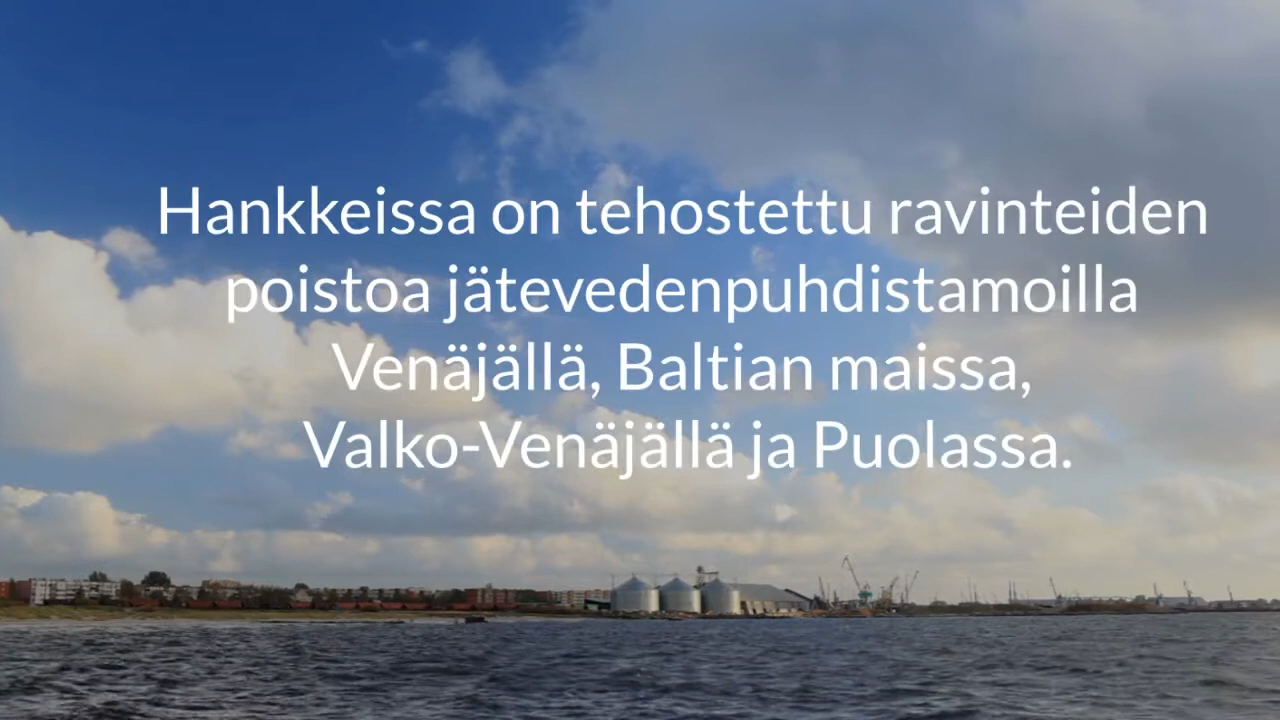 Hankkeissa on tehostettu ravinteiden
poistoa jätevedenpuhdistamoilla
Venäjällä, Baltian maissa,
Valko-Venäjällä ja Puolassa.